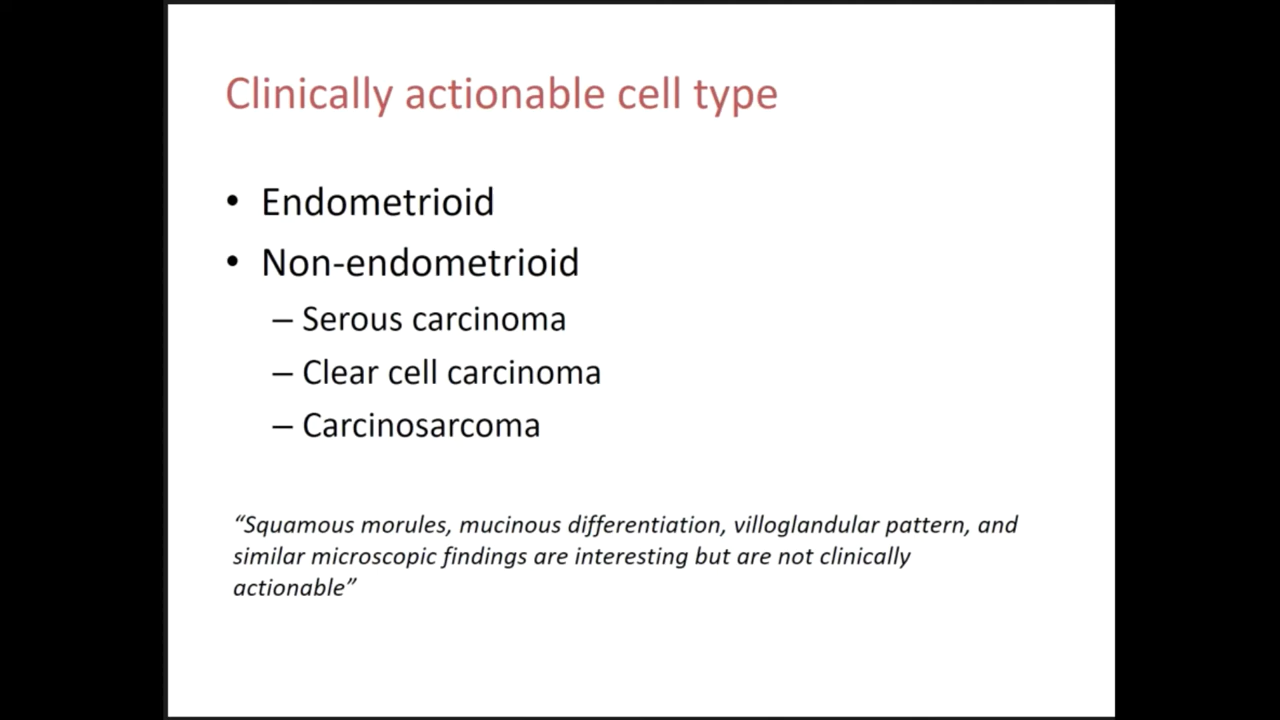 Clinically actionable cell type
• Endometrioid
• Non-endometrioid
– Serous carcinoma
– Clear cell carcinoma
– Carcinosarcoma
“Squamous morules, mucinous differentiation, villoglandular pattern, and
similar microscopic findings are interesting but are not clinically
actionable”